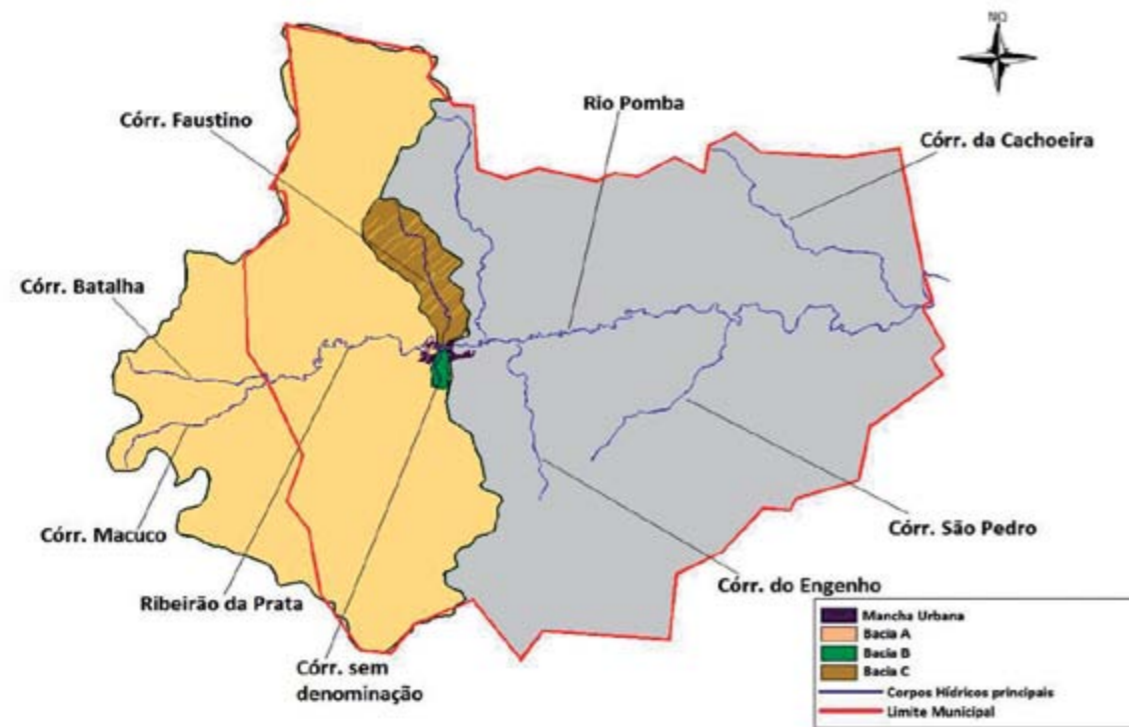 NO
Rio Pomba
Córr. Faustino
Córr. da Cachoeira
Córr. Batalha
Córr. Macuco
Córr. São Pedro
Córr. do Engenho
Ribeirão da Prata
Córr. sem
denominação
Mancha Urbana
Bacia A
Bacia B
Bacia C
Corpos Hídricos principais
Limite Municipal